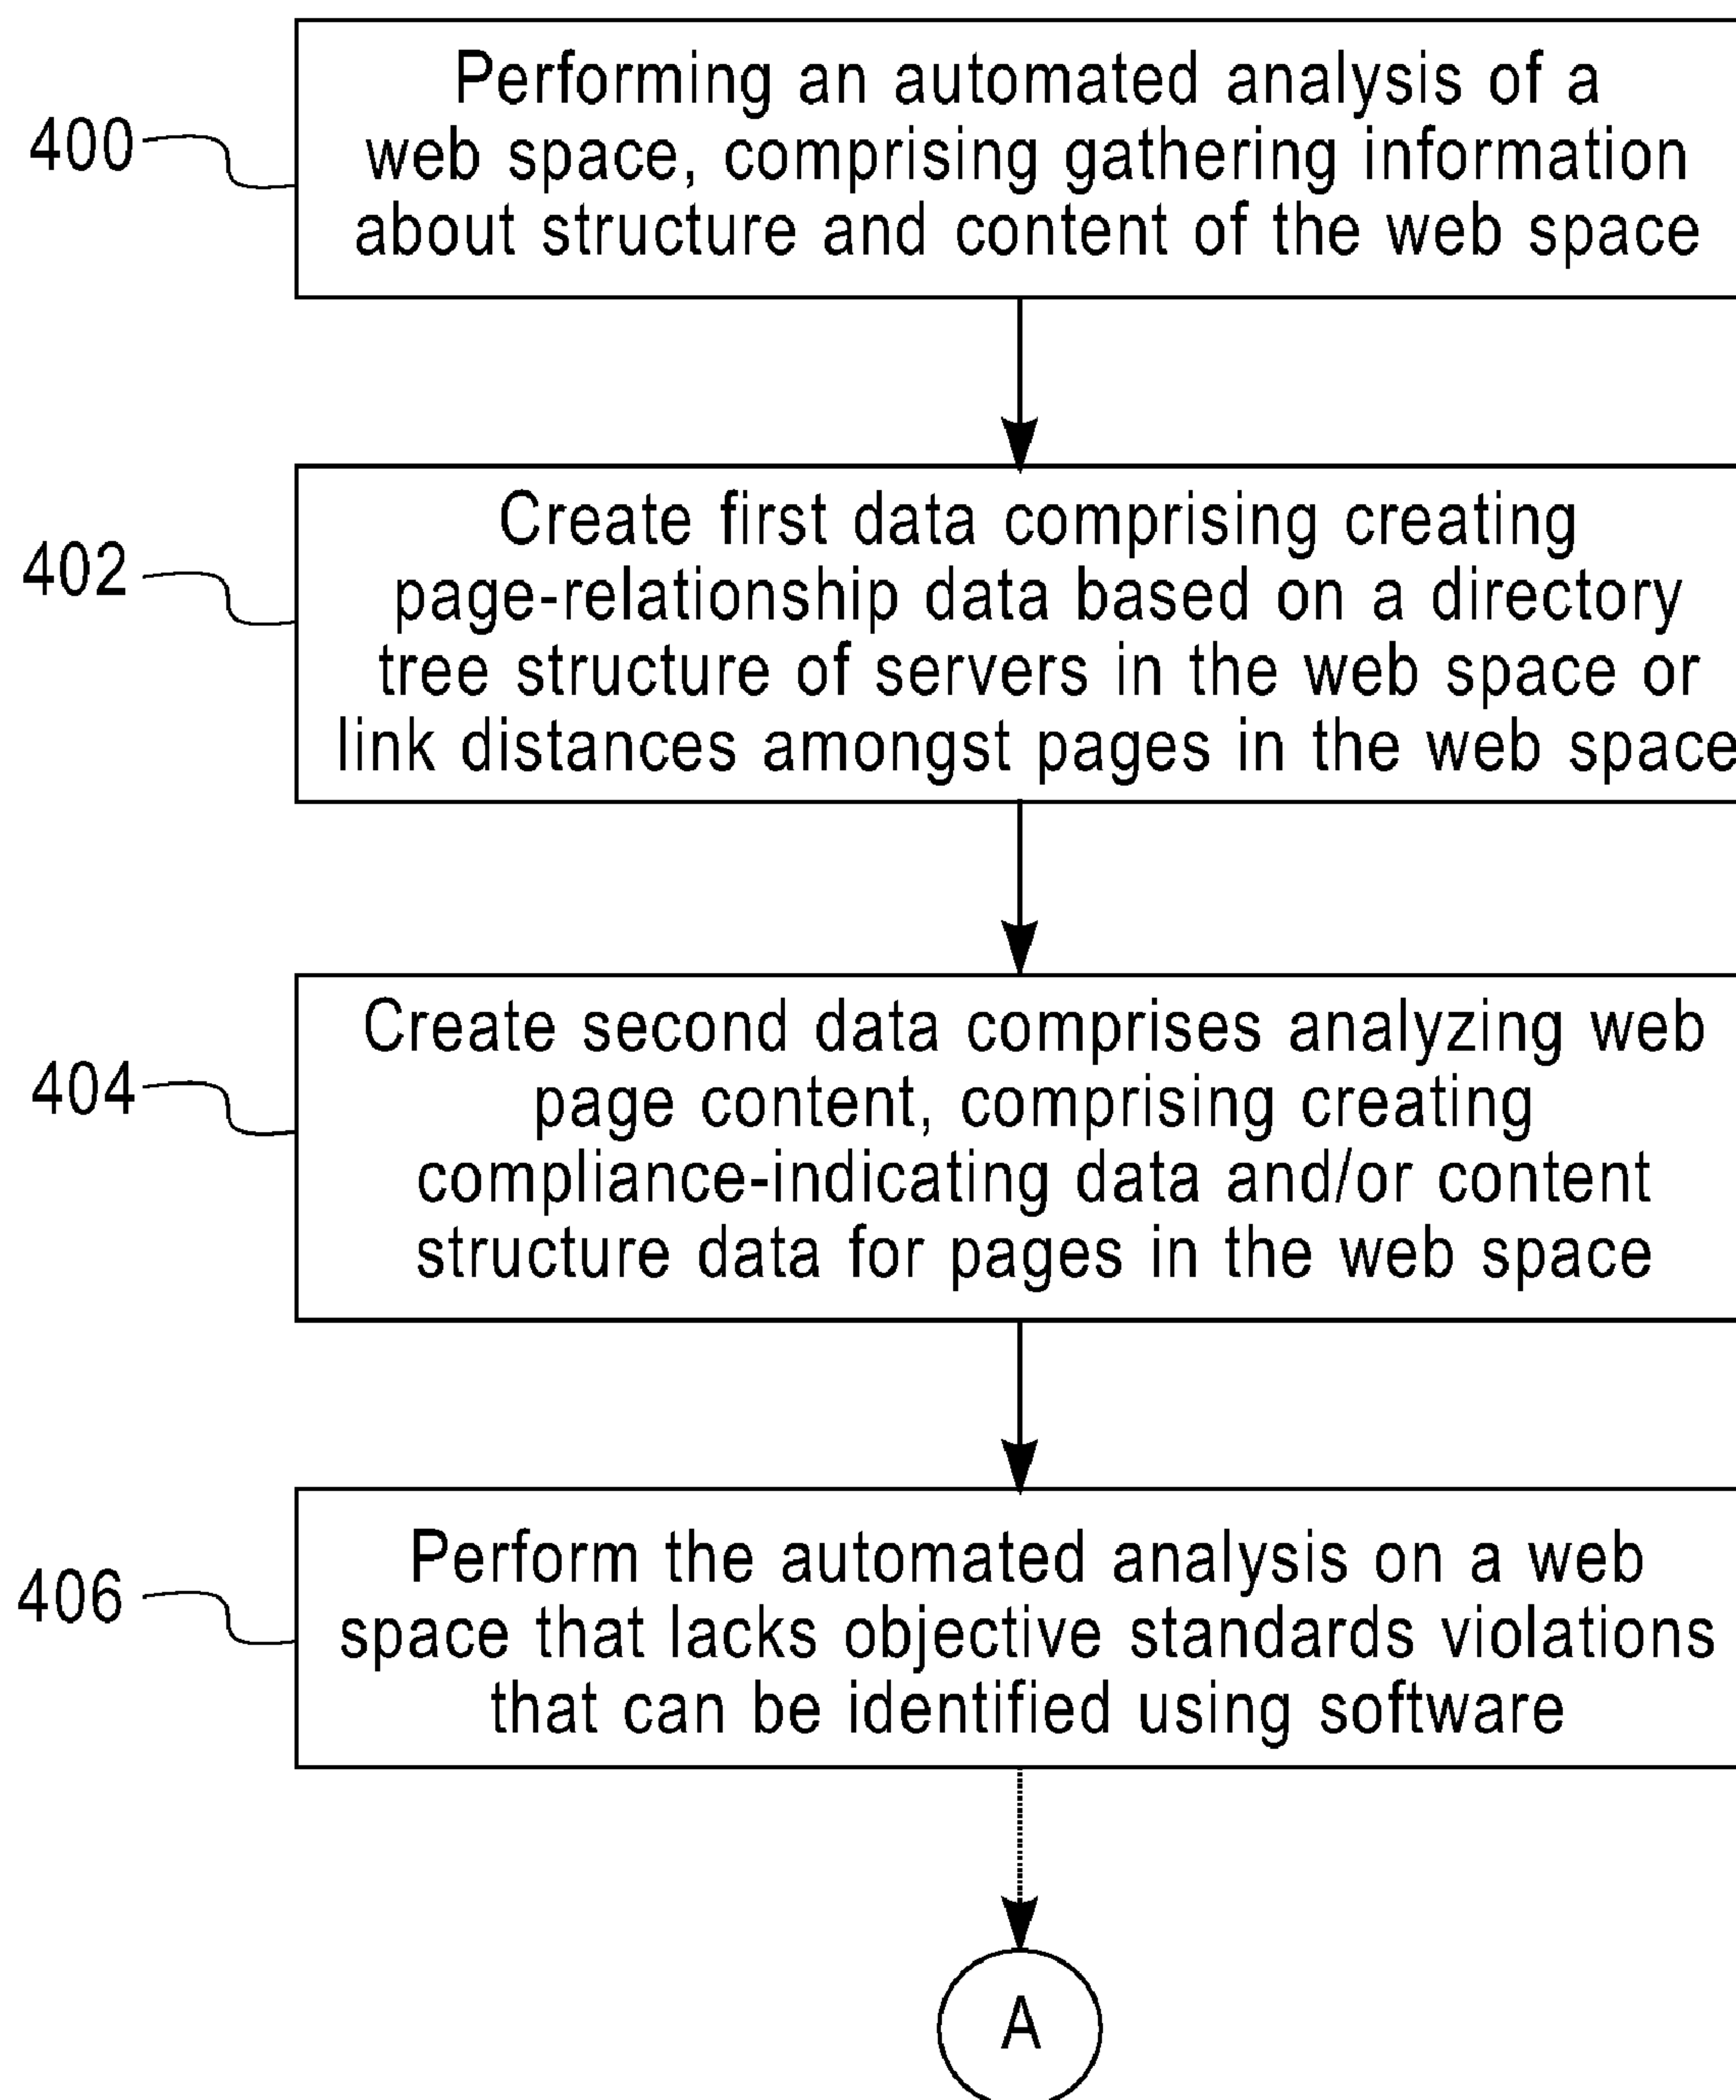 400
Performing an automated analysis of a
web space, comprising gathering information
about structure and content of the web space
402
Create first data comprising creating
page-relationship data based on a directory
tree structure of servers in the web space or
link distances amongst pages in the web space
404
Create second data comprises analyzing web
page content, comprising creating
compliance-indicating data and/or content
structure data for pages in the web space
406
Perform the automated analysis on a web
space that lacks objective standards violations
that can be identified using software
A